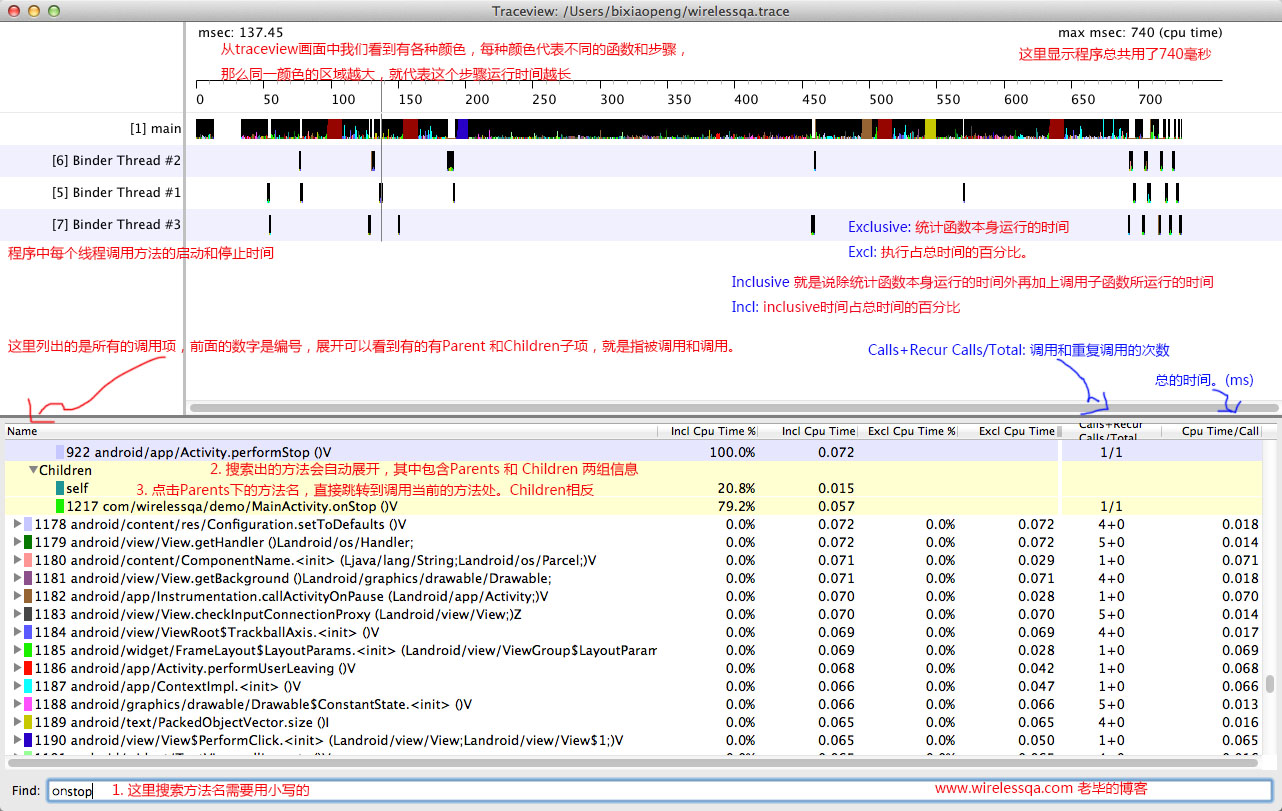 Traceview: /Users/bixiaopeng/wirelessqa.trace
msec: 137.45
max msec: 740 (cpu time)
从traceview画面中我们看到有各种颜色，每种颜色代表不同的函数和步骤，
那么同一颜色的区域越大，就代表这个步骤运行时间越长
这里显示程序总共用了740毫秒
0 50 100 150 200 250 300 350 400 450 500 550 600 650 700
[1] main
[6] Binder Thread #2
[5] Binder Thread #1
[7] Binder Thread #3
程序中每个线程调用方法的启动和停止时间
Exclusive: 统计函数本身运行的时间
Excl: 执行占总时间的百分比。
Inclusive 就是说除统计函数本身运行的时间外再加上调用子函数所运行的时间
Incl: inclusive时间占总时间的百分比
这里列出的是所有的调用项，前面的数字是编号，展开可以看到有的有Parent 和Children子项，就是指被调用和调用。
Calls+Recur Calls/Total: 调用和重复调用的次数
总的时间。(ms)
Name Incl Cpu Time % Incl Cpu Time Excl Cpu Time % Excl Cpu Time Calls+Recur Calls/Total Cpu Time/Call
922 android/app/Activity.performStop ()V 100.0% 0.072 1/1
Children 2. 搜索出的方法会自动展开，其中包含Parents 和 Children 两组信息
self 3. 点击Parents下的方法名，直接跳转到调用当前的方法处。Children相反 20.8% 0.015
1217 com/wirelessqa/demo/MainActivity.onStop ()V 79.2% 0.057 1/1
1178 android/content/res/Configuration.setToDefaults ()V 0.0% 0.072 0.0% 0.072 4+0 0.018
1179 android/view/View.getHandler ()Landroid/os/Handler; 0.0% 0.072 0.0% 0.072 5+0 0.014
1180 android/content/ComponentName.<init> (Ljava/lang/String;Landroid/os/Parcel;)V 0.0% 0.071 0.0% 0.029 1+0 0.071
1181 android/view/View.getBackground ()Landroid/graphics/drawable/Drawable; 0.0% 0.071 0.0% 0.071 4+0 0.018
1182 android/app/Instrumentation.callActivityOnPause (Landroid/app/Activity;)V 0.0% 0.070 0.0% 0.028 1+0 0.070
1183 android/view/View.checkInputConnectionProxy (Landroid/view/View;)Z 0.0% 0.070 0.0% 0.070 5+0 0.014
1184 android/view/ViewRoot$TrackballAxis.<init> ()V 0.0% 0.069 0.0% 0.069 4+0 0.017
1185 android/widget/FrameLayout$LayoutParams.<init> (Landroid/view/ViewGroup$LayoutParam 0.0% 0.069 0.0% 0.028 1+0 0.069
1186 android/app/Activity.performUserLeaving ()V 0.0% 0.068 0.0% 0.042 1+0 0.068
1187 android/app/ContextImpl.<init> ()V 0.0% 0.066 0.0% 0.047 1+0 0.066
1188 android/graphics/drawable/Drawable$ConstantState.<init> ()V 0.0% 0.066 0.0% 0.066 5+0 0.013
1189 android/text/PackedObjectVector.size ()I 0.0% 0.065 0.0% 0.065 4+0 0.016
1190 android/view/View$PerformClick.<init> (Landroid/view/View;Landroid/view/View$1;)V 0.0% 0.065 0.0% 0.050 1+0 0.065
Find: onstop 1. 这里搜索方法名需要用小写的
www.wirelessqa.com 老毕的博客